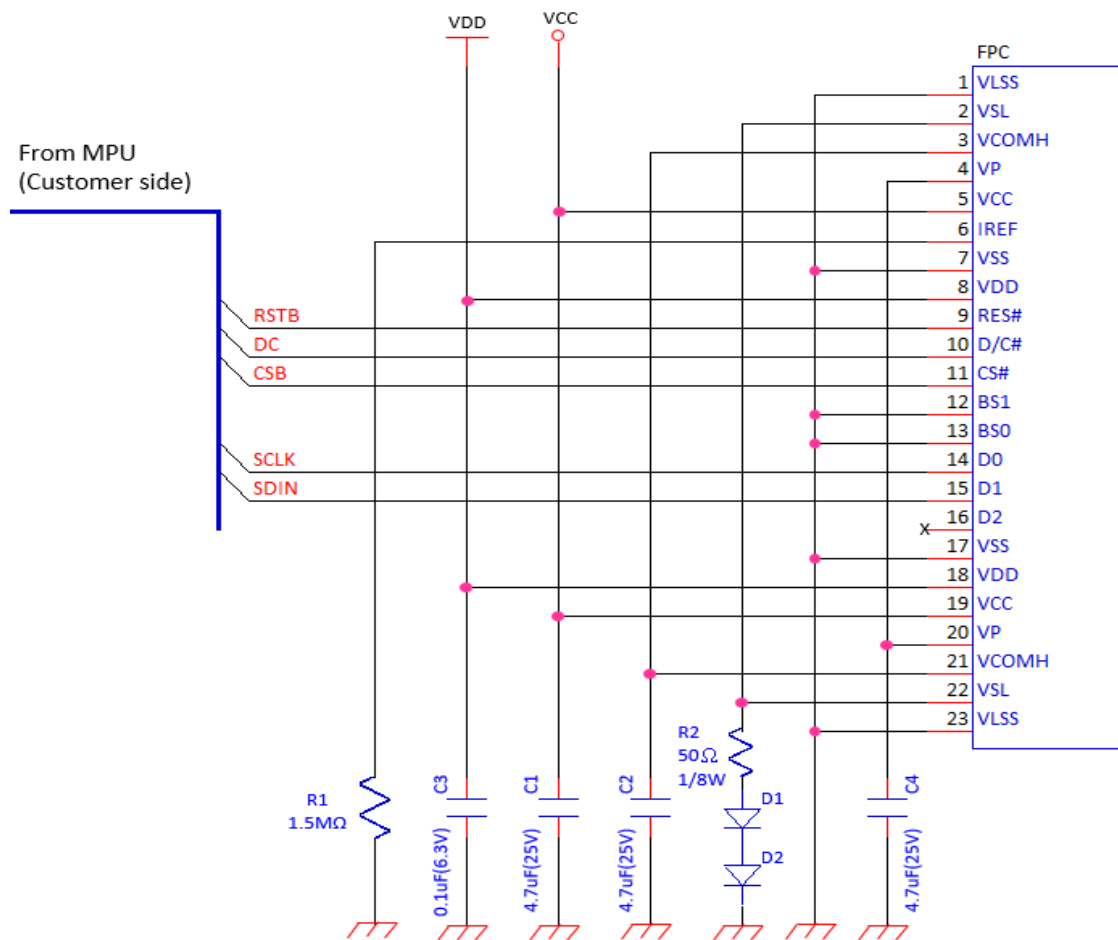 VDD
VCC
FPC
From MPU
(Customer side)
1 VLSS
2 VSL
3 VCOMH
4 VP
5 VCC
6 IREF
7 VSS
8 VDD
RSTB
9 RES#
DC
10 D/C#
CSB
11 CS#
12 BS1
13 BS0
SCLK
14 D0
SDIN
15 D1
16 D2
X
17 VSS
18 VDD
19 VCC
20 VP
21 VCOMH
22 VSL
23 VLSS
R1
1.5MΩ
C3
0.1uF(6.3V)
C1
4.7uF(25V)
C2
4.7uF(25V)
R2
50Ω
1/8W
D1
D2
C4
4.7uF(25V)